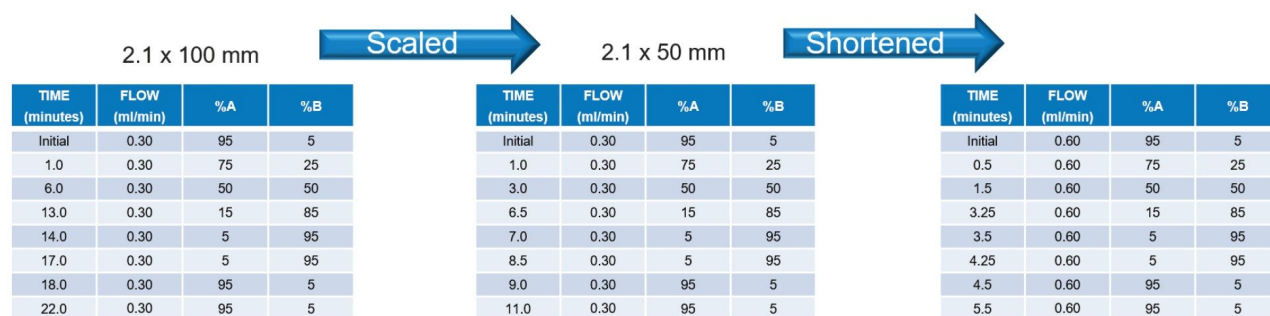 2.1 x 100 mm
Scaled
2.1 x 50 mm
Shortened
TIME (minutes) FLOW (ml/min) %A %B
Initial 0.30 95 5
1.0 0.30 75 25
6.0 0.30 50 50
13.0 0.30 15 85
14.0 0.30 5 95
17.0 0.30 5 95
18.0 0.30 95 5
22.0 0.30 95 5
TIME (minutes) FLOW (ml/min) %A %B
Initial 0.30 95 5
1.0 0.30 75 25
3.0 0.30 50 50
6.5 0.30 15 85
7.0 0.30 5 95
8.5 0.30 5 95
9.0 0.30 95 5
11.0 0.30 95 5
TIME (minutes) FLOW (ml/min) %A %B
Initial 0.60 95 5
0.5 0.60 75 25
1.5 0.60 50 50
3.25 0.60 15 85
3.5 0.60 5 95
4.25 0.60 5 95
4.5 0.60 95 5
5.5 0.60 95 5